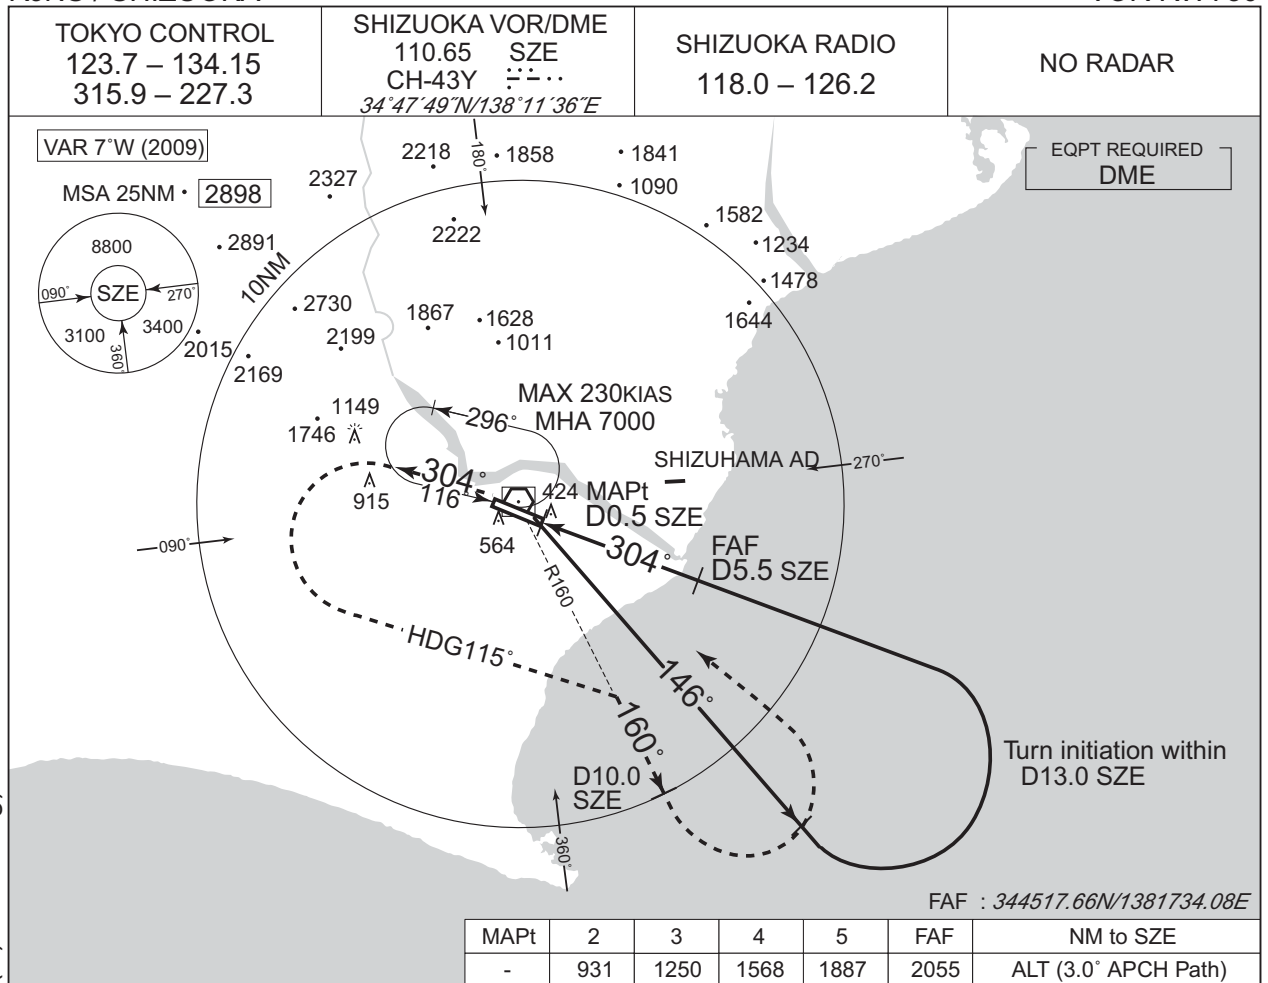 TOKYO CONTROL
123.7 – 134.15
315.9 – 227.3
SHIZUOKA VOR/DME
110.65 SZE
CH-43Y
34˚47´49˝N/138˚11´36˝E
SHIZUOKA RADIO
118.0 – 126.2
NO RADAR
VAR 7˚W (2009)
MSA 25NM
2898
8800
090˚
SZE
270˚
3100
3400
360˚
EQPT REQUIRED
DME
2218
180˚
1858
1841
2327
1090
2222
1582
2891
1234
10NM
1478
2730
1867
1628
1644
2199
1011
2015
2169
MAX 230KIAS
MHA 7000
1149
296˚
1746
SHIZUHAMA AD
270˚
304˚
915
116˚
424
MAPt
D0.5 SZE
564
090˚
304˚
FAF
D5.5 SZE
R160
HDG115˚
146˚
160˚
D10.0
SZE
Turn initiation within
D13.0 SZE
360˚
FAF : 344517.66N/1381734.08E
MAPt 2 3 4 5 FAF NM to SZE
- 931 1250 1568 1887 2055 ALT (3.0˚ APCH Path)